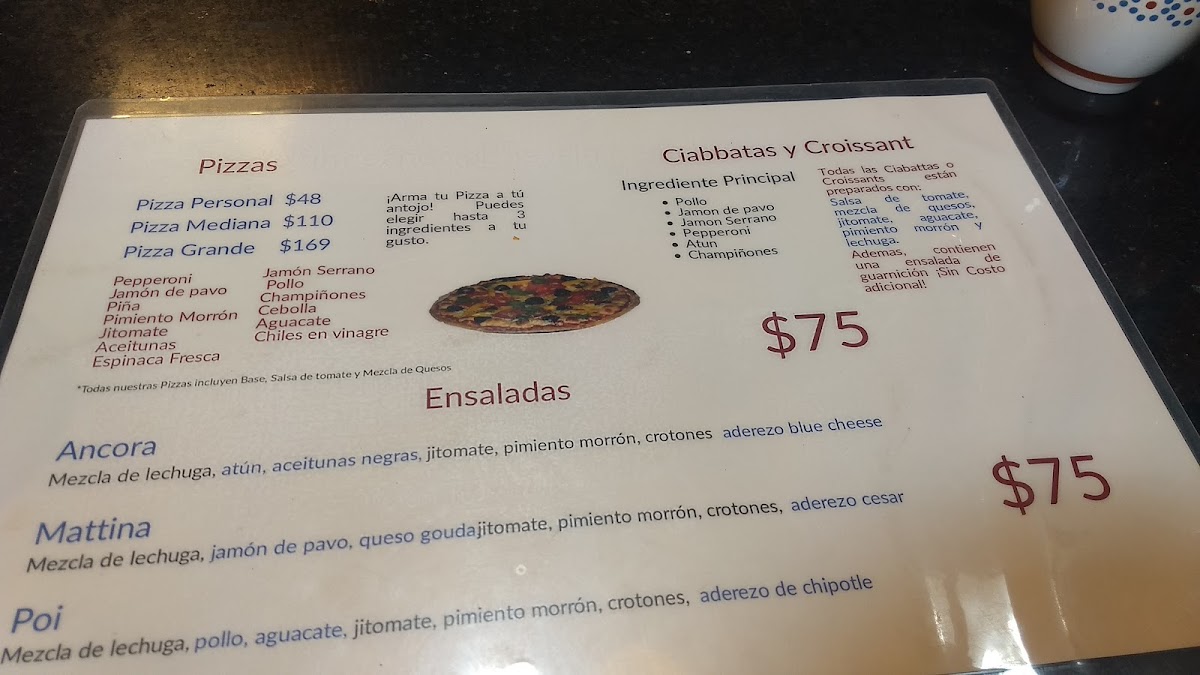 Pizzas
Pizza Personal $48
Pizza Mediana $110
Pizza Grande $169
¡Arma tu Pizza a tú
antojo! Puedes
elegir hasta 3
ingredientes a tu
gusto.
Pepperoni
Jamón de pavo
Piña
Pimiento Morrón
Jitomate
Aceitunas
Espinaca Fresca
Jamón Serrano
Pollo
Champiñones
Cebolla
Aguacate
Chiles en vinagre
*Todas nuestras Pizzas incluyen Base, Salsa de tomate y Mezcla de Quesos
Ciabbatas y Croissant
Ingrediente Principal
• Pollo
• Jamon de pavo
• Jamon Serrano
• Pepperoni
• Atun
• Champiñones
Todas las Ciabattas o
Croissants están
preparados con:
Salsa de tomate,
mezcla de quesos,
jitomate, aguacate,
pimiento morrón y
lechuga.
Ademas, contienen
una ensalada de
guarnición ¡Sin Costo
adicional!
$75
Ensaladas
Ancora
Mezcla de lechuga, atún, aceitunas negras, jitomate, pimiento morrón, crotones aderezo blue cheese
Mattina
Mezcla de lechuga, jamón de pavo, queso goudajitomate, pimiento morrón, crotones, aderezo cesar
$75
Poi
Mezcla de lechuga, pollo, aguacate, jitomate, pimiento morrón, crotones, aderezo de chipotle